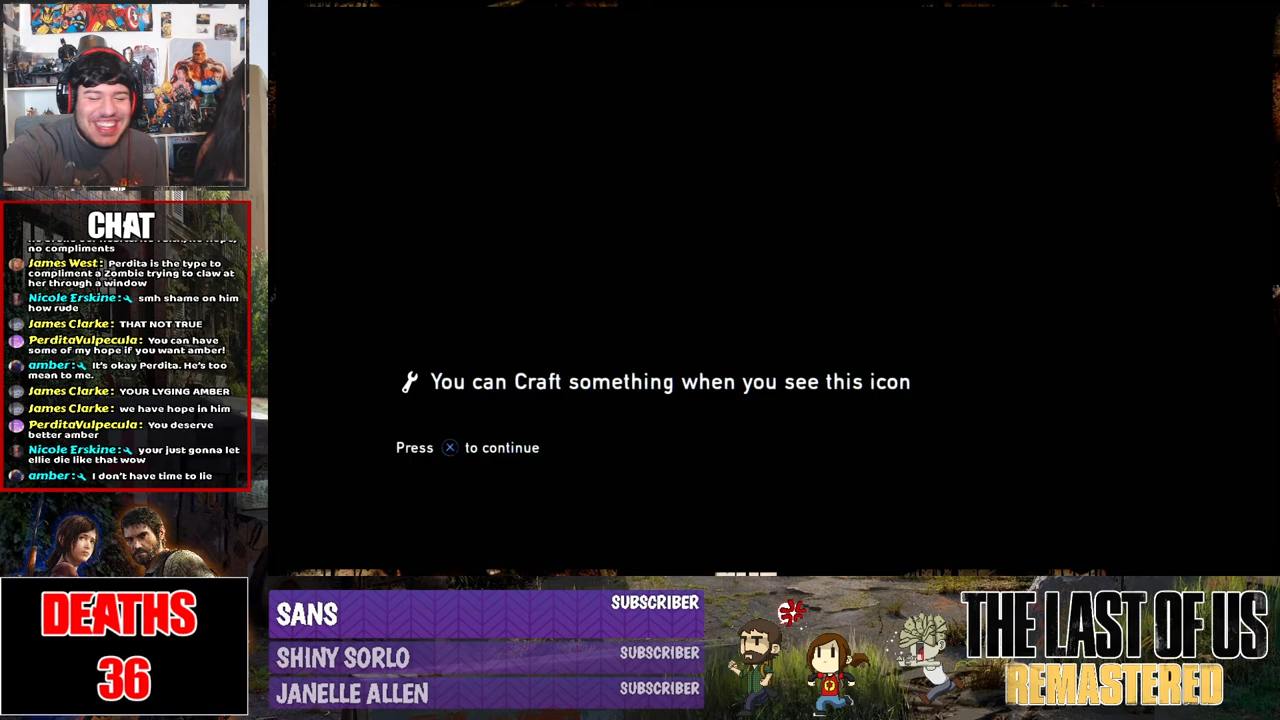 CHAT
no compliments
James West: Perdita is the type to
compliment a Zombie trying to claw at
her through a window
Nicole Erskine: smh shame on him
how rude
James Clarke: THAT NOT TRUE
PerditaVulpecula: You can have
some of my hope if you want amber!
amber: It's okay Perdita. He's too
mean to me.
James Clarke: YOUR LYGING AMBER
James Clarke: we have hope in him
PerditaVulpecula: You deserve
better amber
Nicole Erskine: your just gonna let
ellie die like that wow
amber: I don't have time to lie
You can Craft something when you see this icon
Press X to continue
DEATHS
36
SANS SUBSCRIBER
SHINY SORLO SUBSCRIBER
JANELLE ALLEN SUBSCRIBER
THE LAST OF US
REMASTERED